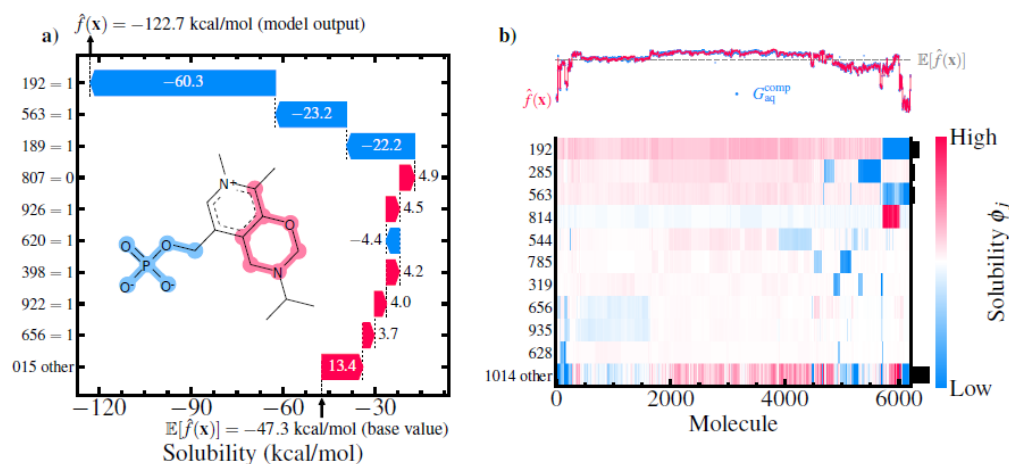 f̂(x) = −122.7 kcal/mol (model output)
a)
192 = 1
563 = 1
189 = 1
807 = 0
926 = 1
620 = 1
398 = 1
922 = 1
656 = 1
015 other
−60.3
−23.2
−22.2
4.9
4.5
−4.4
4.2
4.0
3.7
13.4
N⁺
O
N
O
O
P
O⁻
O⁻
−120
−90
−60
−30
𝔼[f̂(x)] = −47.3 kcal/mol (base value)
Solubility (kcal/mol)
b)
𝔼[f̂(x)]
f̂(x)
G_aq^comp
192
285
563
814
544
785
319
656
935
628
1014 other
0
2000
4000
6000
Molecule
High
Low
Solubility ϕ_j